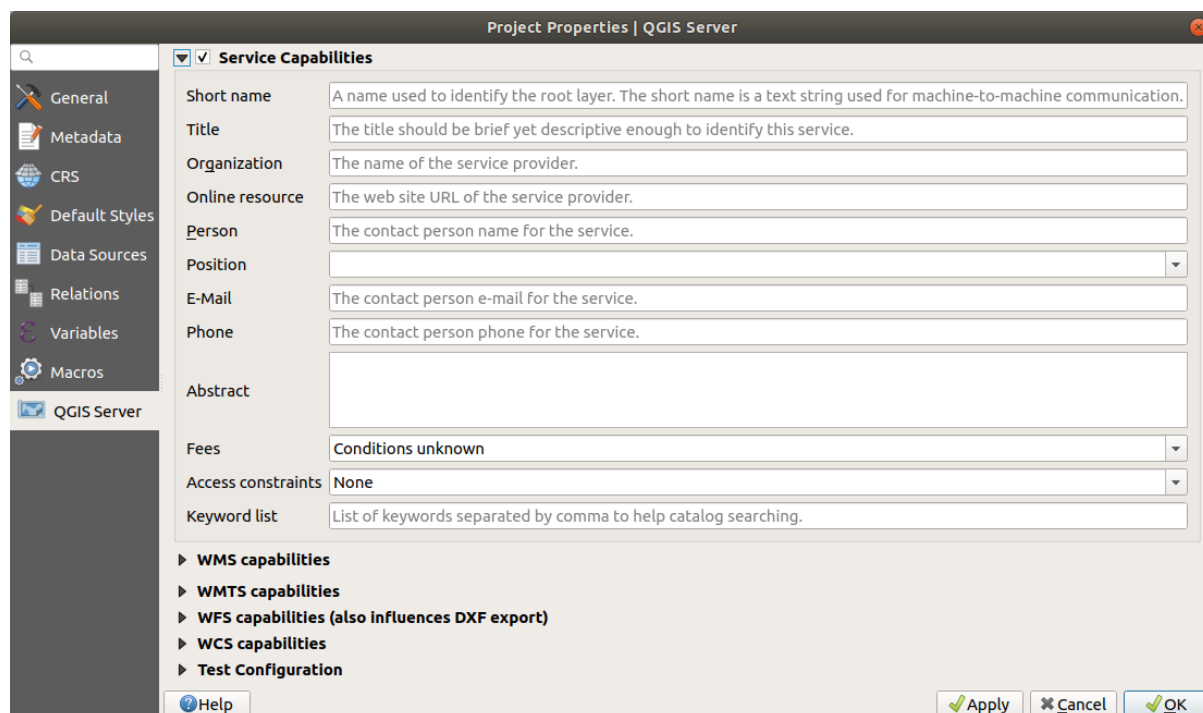 Project Properties | QGIS Server
General
Metadata
CRS
Default Styles
Data Sources
Relations
Variables
Macros
QGIS Server
Service Capabilities
Short name A name used to identify the root layer. The short name is a text string used for machine-to-machine communication.
Title The title should be brief yet descriptive enough to identify this service.
Organization The name of the service provider.
Online resource The web site URL of the service provider.
Person The contact person name for the service.
Position
E-Mail The contact person e-mail for the service.
Phone The contact person phone for the service.
Abstract
Fees Conditions unknown
Access constraints None
Keyword list List of keywords separated by comma to help catalog searching.
WMS capabilities
WMTS capabilities
WFS capabilities (also influences DXF export)
WCS capabilities
Test Configuration
Help Apply Cancel OK